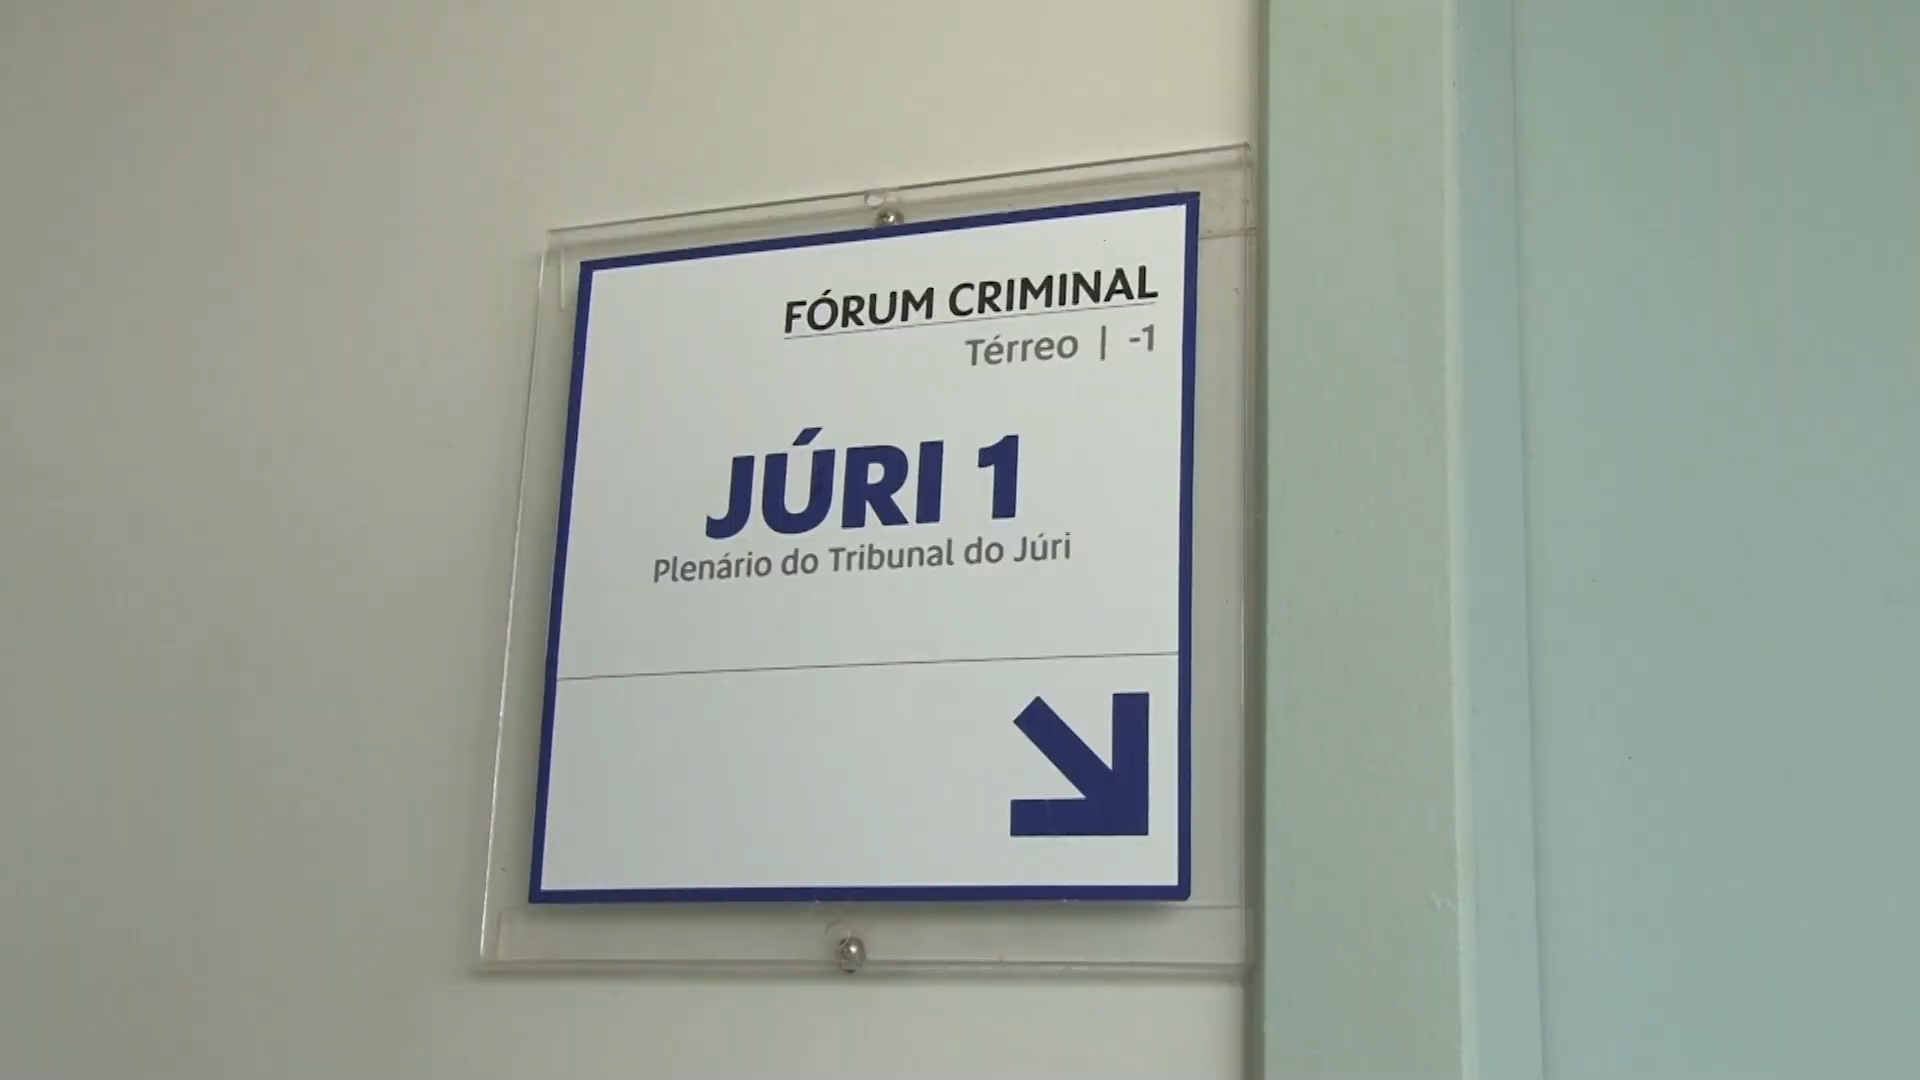 FÓRUM CRIMINAL
Térreo | -1
JÚRI 1
Plenário do Tribunal do Júri